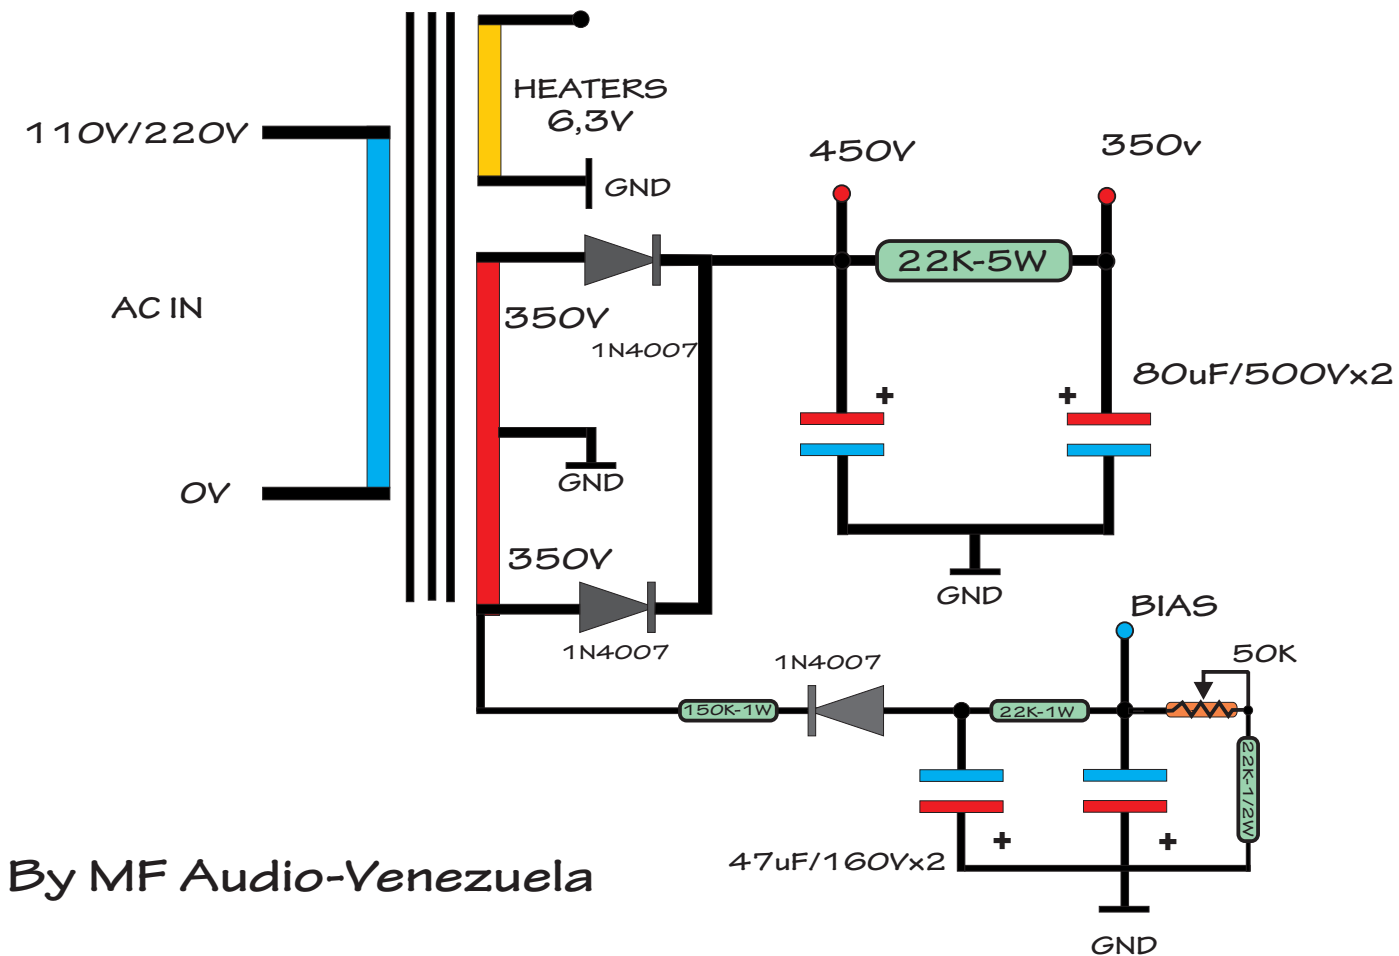 HEATERS
6,3V
110V/220V
GND
450V
350v
22K-5W
AC IN
350V
1N4007
80uF/500Vx2
0V
GND
350V
GND
1N4007
BIAS
1N4007
50K
150K-1W
22K-1W
22K-1/2W
47uF/160Vx2
By MF Audio-Venezuela
GND